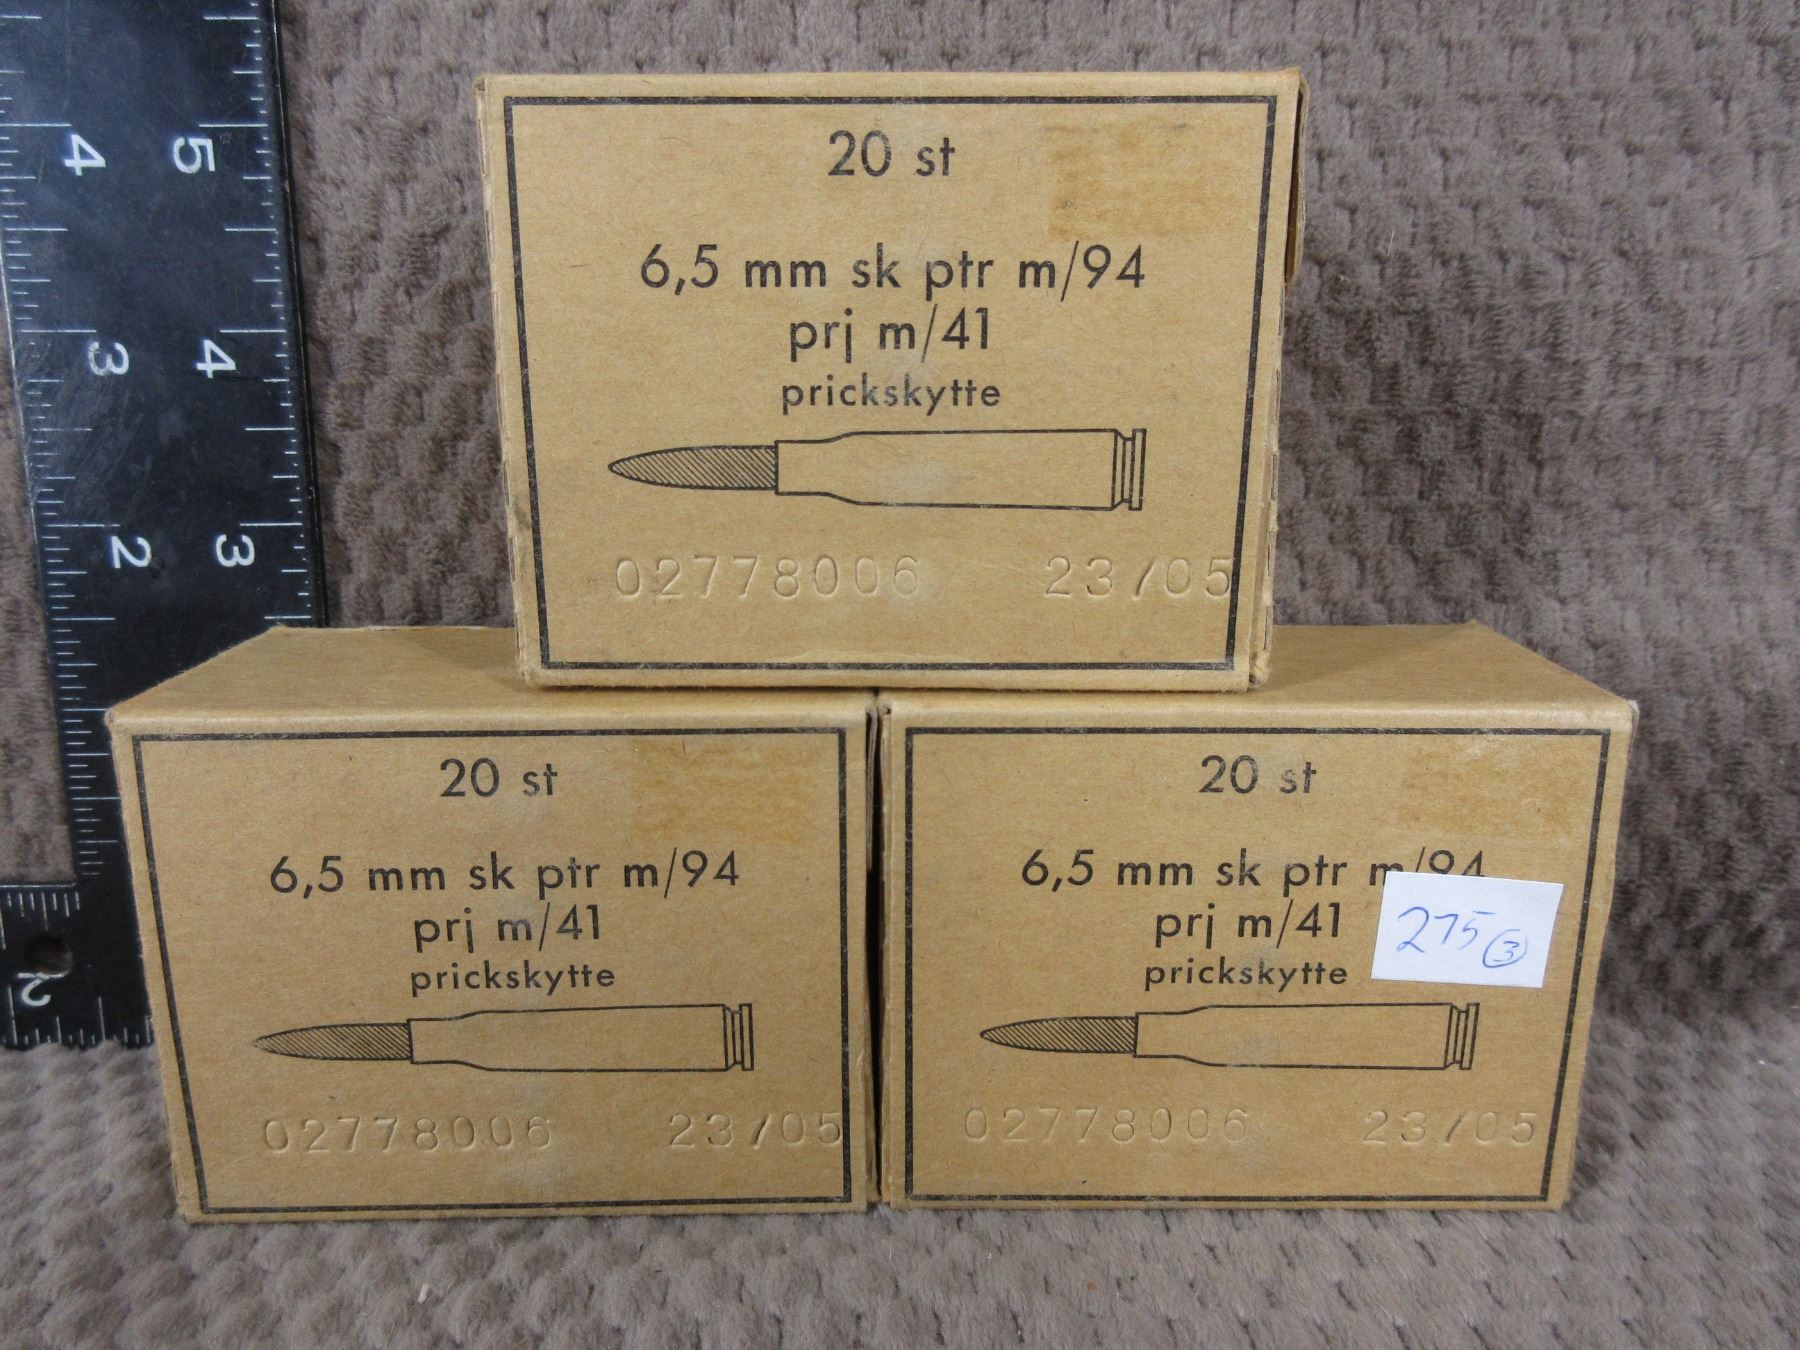 4 5
3 4
2 3
2
20 st
6,5 mm sk ptr m/94
prj m/41
prickskytte
02778006 23/05
20 st
6,5 mm sk ptr m/94
prj m/41
prickskytte
02778006 23/05
20 st
6,5 mm sk ptr m/94
prj m/41
prickskytte
02778006 23/05
275 3